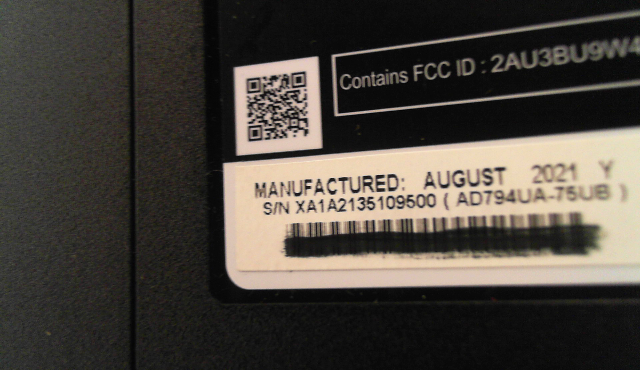 Contains FCC ID : 2AU3BU9W4
MANUFACTURED: AUGUST 2021 Y
S/N XA1A2135109500 ( AD794UA-75UB )